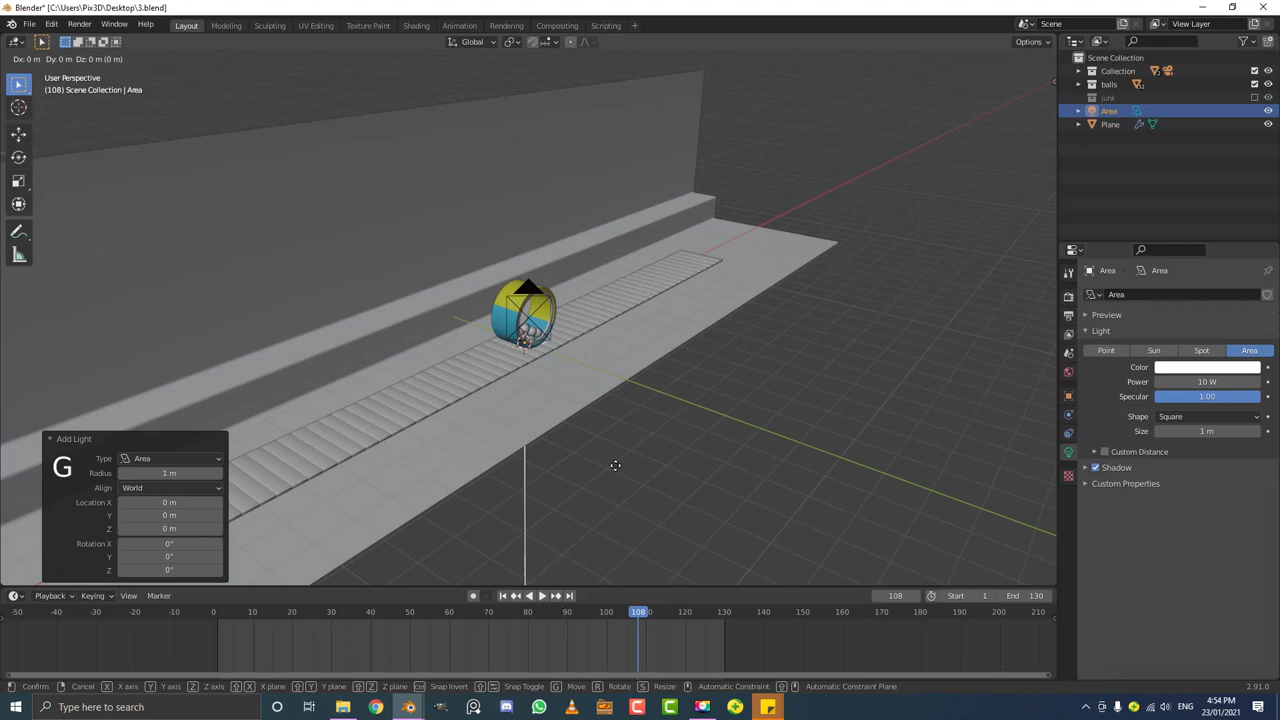 Blender* [C:\Users\Pix3D\Desktop\3.blend]
File Edit Render Window Help Layout Modeling Sculpting UV Editing Texture Paint Shading Animation Rendering Compositing Scripting + Scene View Layer
Global Options
Dx: 0 m Dy: 0 m Dz: 0 m (0 m)
User Perspective
(108) Scene Collection | Area
Scene Collection
Collection 2
balls 32
junk
Area
Plane
Area Area
Area
Preview
Light
Point Sun Spot Area
Color
Power 10 W
Specular 1.00
Shape Square
Size 1 m
Custom Distance
Shadow
Custom Properties
Add Light
G
Type Area
Radius 1 m
Align World
Location X 0 m
Y 0 m
Z 0 m
Rotation X 0°
Y 0°
Z 0°
Playback Keying View Marker 108 Start 1 End 130
-50 -40 -30 -20 -10 0 10 20 30 40 50 60 70 80 90 100 108 120 130 140 150 160 170 180 190 200 210
Confirm Cancel X X axis Y Y axis Z Z axis X X plane Y Y plane Z Z plane Ctrl Snap Invert Snap Toggle G Move R Rotate S Resize Automatic Constraint Automatic Constraint Plane 2.91.0
Type here to search ENG 4:54 PM
23/01/2021